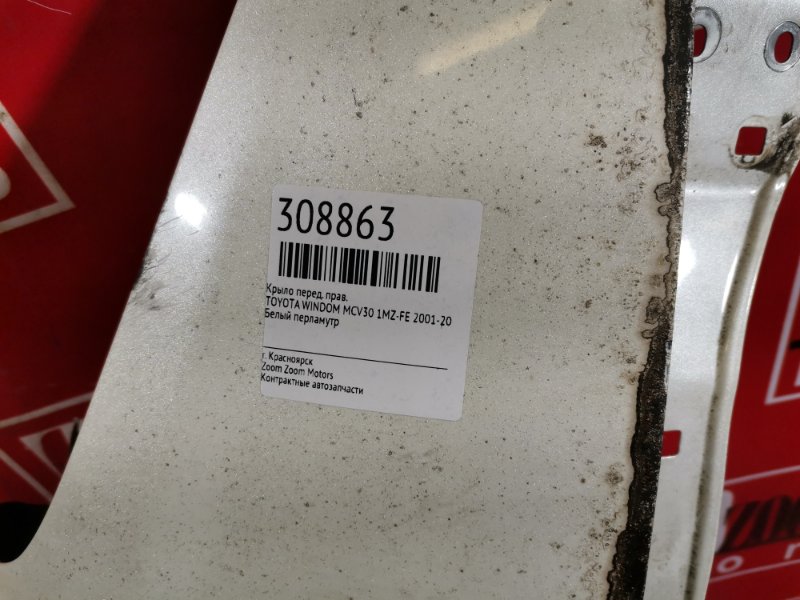 308863
Крыло перед. прав.
TOYOTA WINDOM MCV30 1MZ-FE 2001-20
Белый перламутр
г. Красноярск
Zoom Zoom Motors
Контрактные автозапчасти